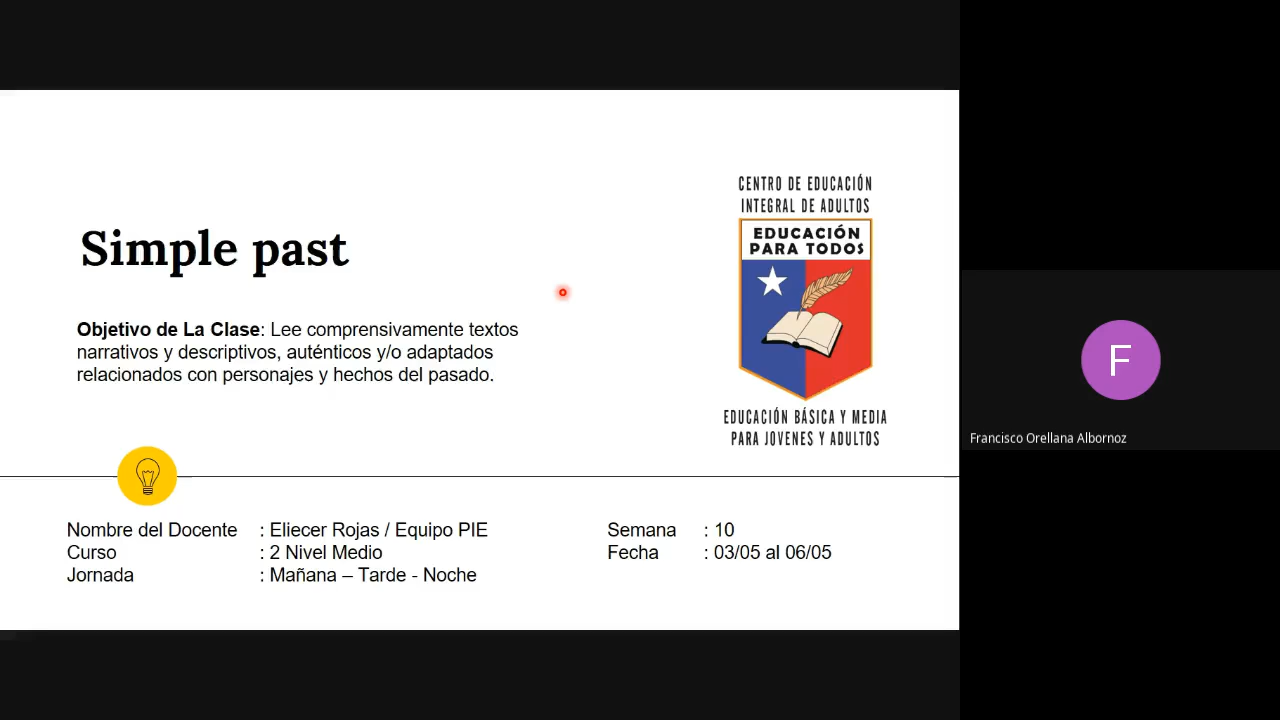 CENTRO DE EDUCACIÓN
INTEGRAL DE ADULTOS
EDUCACIÓN
PARA TODOS
Simple past
Objetivo de La Clase: Lee comprensivamente textos
narrativos y descriptivos, auténticos y/o adaptados
relacionados con personajes y hechos del pasado.
EDUCACIÓN BÁSICA Y MEDIA
PARA JOVENES Y ADULTOS
F
Francisco Orellana Albornoz
Nombre del Docente : Eliecer Rojas / Equipo PIE
Curso : 2 Nivel Medio
Jornada : Mañana – Tarde - Noche
Semana : 10
Fecha : 03/05 al 06/05